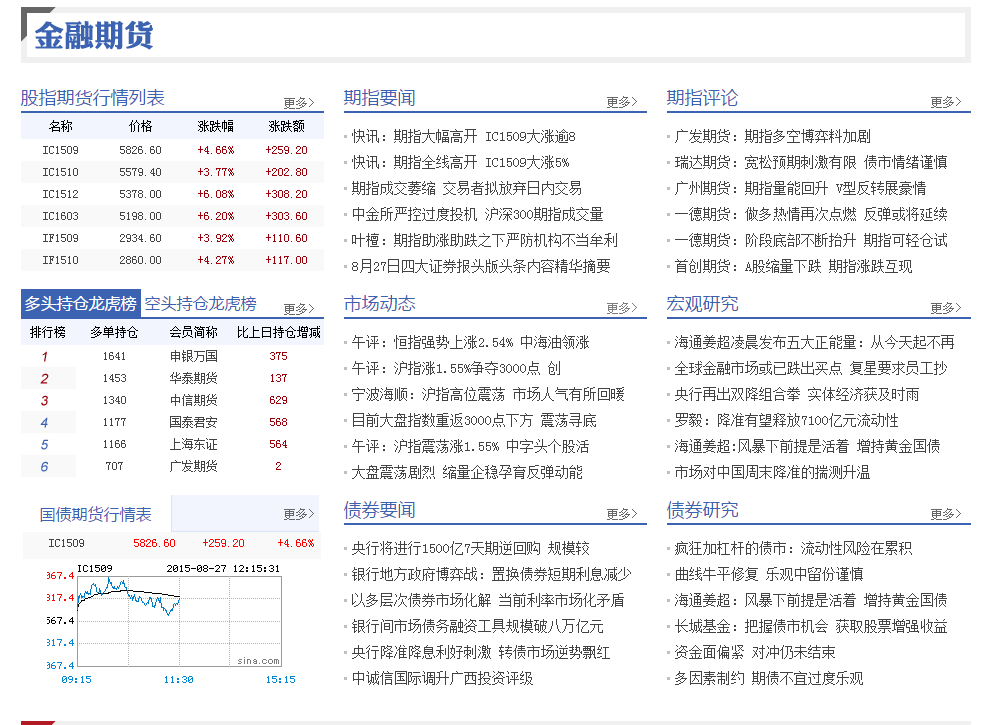 金融期货
股指期货行情列表 更多>
名称 价格 涨跌幅 涨跌额
IC1509 5826.60 +4.66% +259.20
IC1510 5579.40 +3.77% +202.80
IC1512 5378.00 +6.08% +308.20
IC1603 5198.00 +6.20% +303.60
IF1509 2934.60 +3.92% +110.60
IF1510 2860.00 +4.27% +117.00
期指要闻 更多>
快讯：期指大幅高开 IC1509大涨逾8
快讯：期指全线高开 IC1509大涨5%
期指成交萎缩 交易者拟放弃日内交易
中金所严控过度投机 沪深300期指成交量
叶檀：期指助涨助跌之下严防机构不当牟利
8月27日四大证券报头版头条内容精华摘要
期指评论 更多>
广发期货：期指多空博弈料加剧
瑞达期货：宽松预期刺激有限 债市情绪谨慎
广州期货：期指量能回升 V型反转展豪情
一德期货：做多热情再次点燃 反弹或将延续
一德期货：阶段底部不断抬升 期指可轻仓试
首创期货：A股缩量下跌 期指涨跌互现
多头持仓龙虎榜 空头持仓龙虎榜 更多>
排行榜 多单持仓 会员简称 比上日持仓增减
1 1641 申银万国 375
2 1453 华泰期货 137
3 1340 中信期货 629
4 1177 国泰君安 568
5 1166 上海东证 564
6 707 广发期货 2
市场动态 更多>
午评：恒指强势上涨2.54% 中海油领涨
午评：沪指涨1.55%争夺3000点 创
宁波海顺：沪指高位震荡 市场人气有所回暖
目前大盘指数重返3000点下方 震荡寻底
午评：沪指震荡涨1.55% 中字头个股活
大盘震荡剧烈 缩量企稳孕育反弹动能
宏观研究 更多>
海通姜超凌晨发布五大正能量：从今天起不再
全球金融市场或已跌出买点 复星要求员工抄
央行再出双降组合拳 实体经济获及时雨
罗毅：降准有望释放7100亿元流动性
海通姜超:风暴下前提是活着 增持黄金国债
市场对中国周末降准的揣测升温
国债期货行情表 更多>
IC1509 5826.60 +259.20 +4.66%
IC1509 2015-08-27 12:15:31
367.4
317.4
567.4
317.4
367.4
sina.com
09:15 11:30 15:15
债券要闻 更多>
央行将进行1500亿7天期逆回购 规模较
银行地方政府博弈战：置换债券短期利息减少
以多层次债券市场化解 当前利率市场化矛盾
银行间市场债务融资工具规模破八万亿元
央行降准降息利好刺激 转债市场逆势飘红
中诚信国际调升广西投资评级
债券研究 更多>
疯狂加杠杆的债市：流动性风险在累积
曲线牛平修复 乐观中留份谨慎
海通姜超：风暴下前提是活着 增持黄金国债
长城基金：把握债市机会 获取股票增强收益
资金面偏紧 对冲仍未结束
多因素制约 期债不宜过度乐观